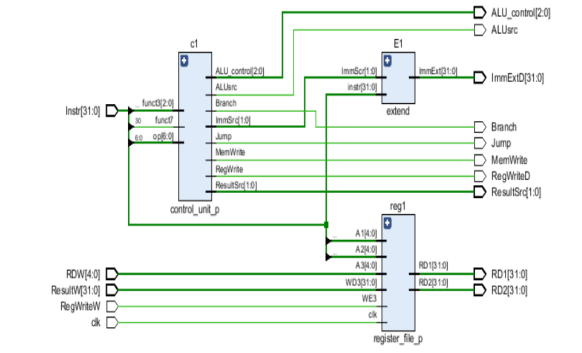 ALU_control[2:0]
ALUsrc
c1
E1
ALU_control[2:0]
ImmScr[1:0]
ImmExt[31:0]
ImmExtD[31:0]
ALUsrc
instr[31:0]
funct3[2:0]
Branch
extend
Instr[31:0]
30
funct7
ImmSrc[1:0]
Branch
6:0
op[6:0]
Jump
Jump
MemWrite
MemWrite
RegWrite
RegWriteD
ResultSrc[1:0]
ResultSrc[1:0]
control_unit_p
reg1
A1[4:0]
A2[4:0]
A3[4:0]
RD1[31:0]
RD1[31:0]
RDW[4:0]
WD3[31:0]
RD2[31:0]
RD2[31:0]
ResultW[31:0]
WE3
RegWriteW
clk
clk
register_file_p